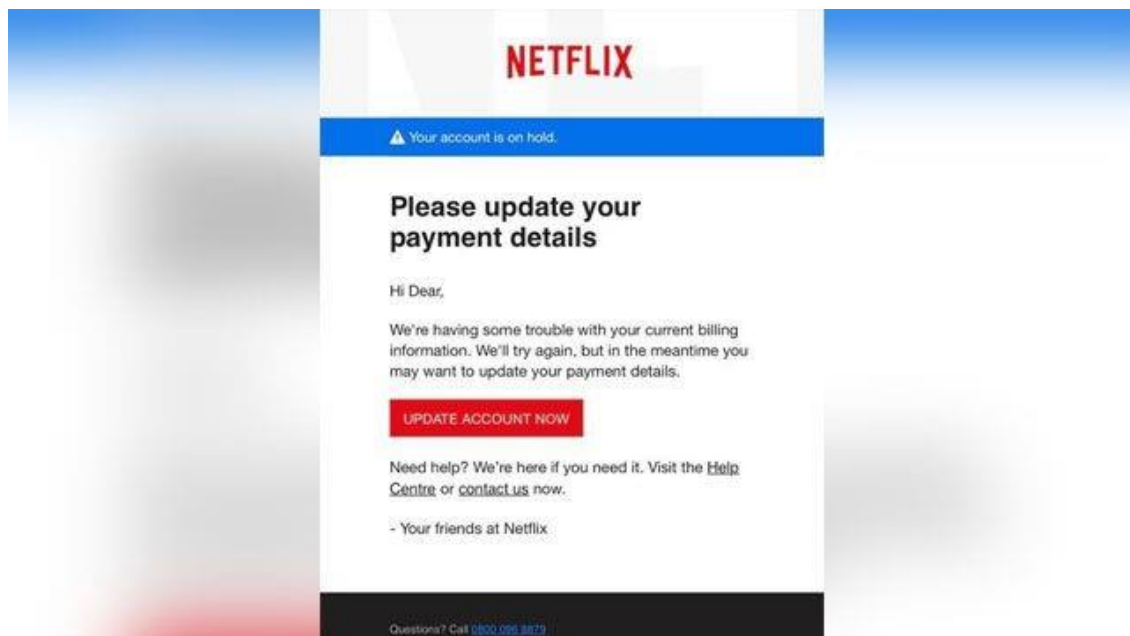 NETFLIX
Your account is on hold.
Please update your
payment details
Hi Dear,
We're having some trouble with your current billing
information. We'll try again, but in the meantime you
may want to update your payment details.
UPDATE ACCOUNT NOW
Need help? We're here if you need it. Visit the Help
Centre or contact us now.
- Your friends at Netflix
Questions? Call 0800 096 8879